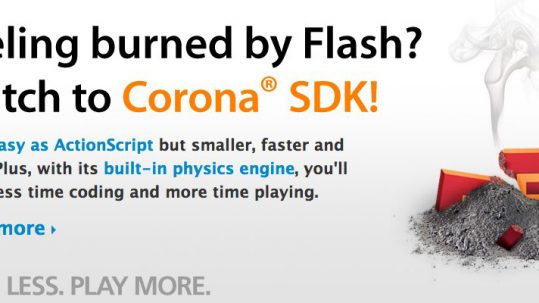 eling burned by Flash?
tch to Corona® SDK!
asy as ActionScript but smaller, faster and
Plus, with its built-in physics engine, you'll
ess time coding and more time playing.
more ›
LESS. PLAY MORE.